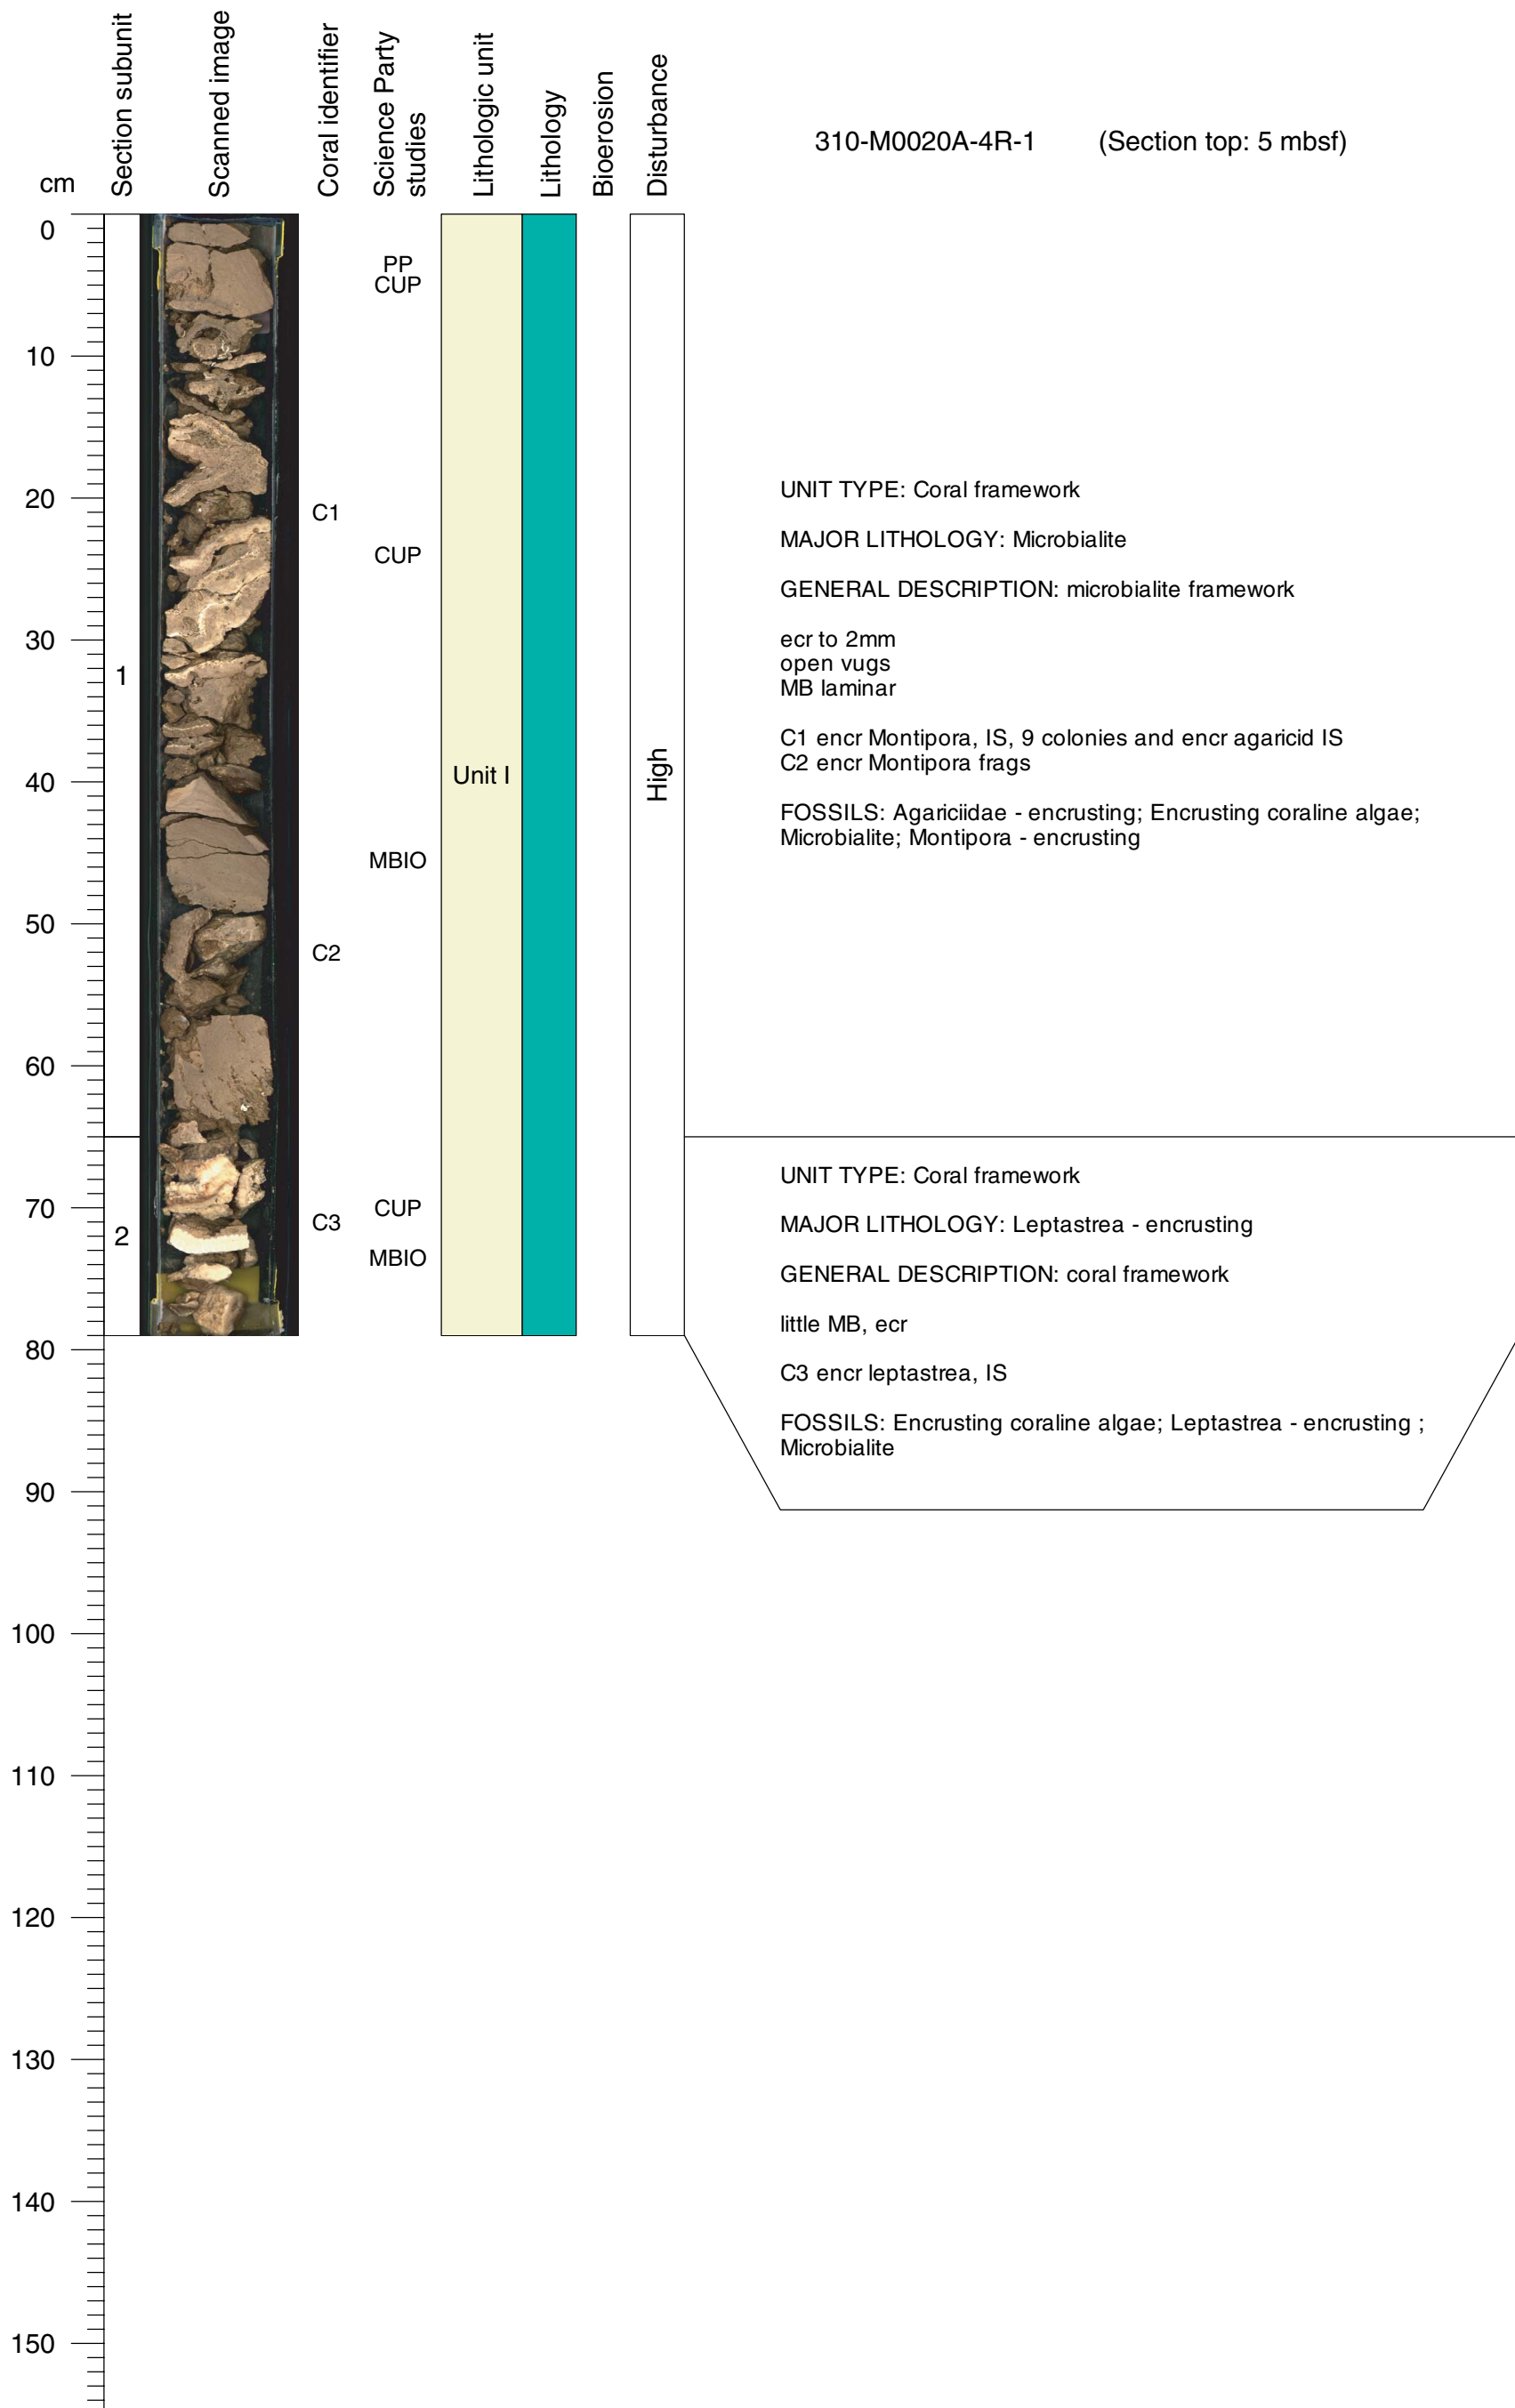 cm
Section subunit
Scanned image
Coral identifier
Science Party
studies
Lithologic unit
Lithology
Bioerosion
Disturbance
310-M0020A-4R-1 (Section top: 5 mbsf)
0
10
20
30
40
50
60
70
80
90
100
110
120
130
140
150
1
2
C1
C2
C3
PP
CUP
CUP
MBIO
CUP
MBIO
Unit I
High
UNIT TYPE: Coral framework
MAJOR LITHOLOGY: Microbialite
GENERAL DESCRIPTION: microbialite framework
ecr to 2mm
open vugs
MB laminar
C1 encr Montipora, IS, 9 colonies and encr agaricid IS
C2 encr Montipora frags
FOSSILS: Agariciidae - encrusting; Encrusting coraline algae;
Microbialite; Montipora - encrusting
UNIT TYPE: Coral framework
MAJOR LITHOLOGY: Leptastrea - encrusting
GENERAL DESCRIPTION: coral framework
little MB, ecr
C3 encr leptastrea, IS
FOSSILS: Encrusting coraline algae; Leptastrea - encrusting ;
Microbialite